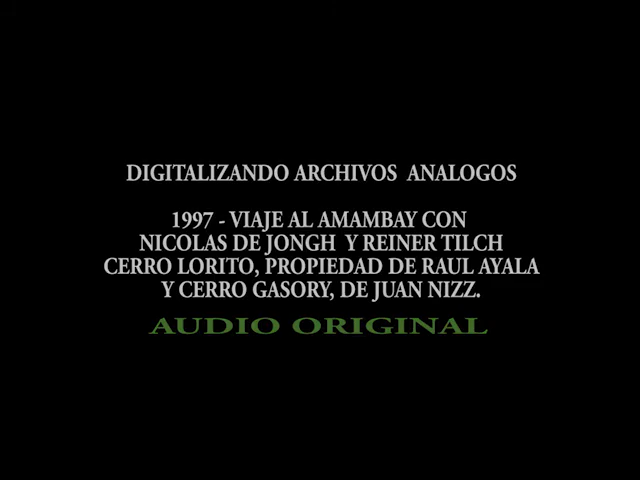 DIGITALIZANDO ARCHIVOS ANALOGOS
1997 - VIAJE AL AMAMBAY CON
NICOLAS DE JONGH Y REINER TILCH
CERRO LORITO, PROPIEDAD DE RAUL AYALA
Y CERRO GASORY, DE JUAN NIZZ.
AUDIO ORIGINAL